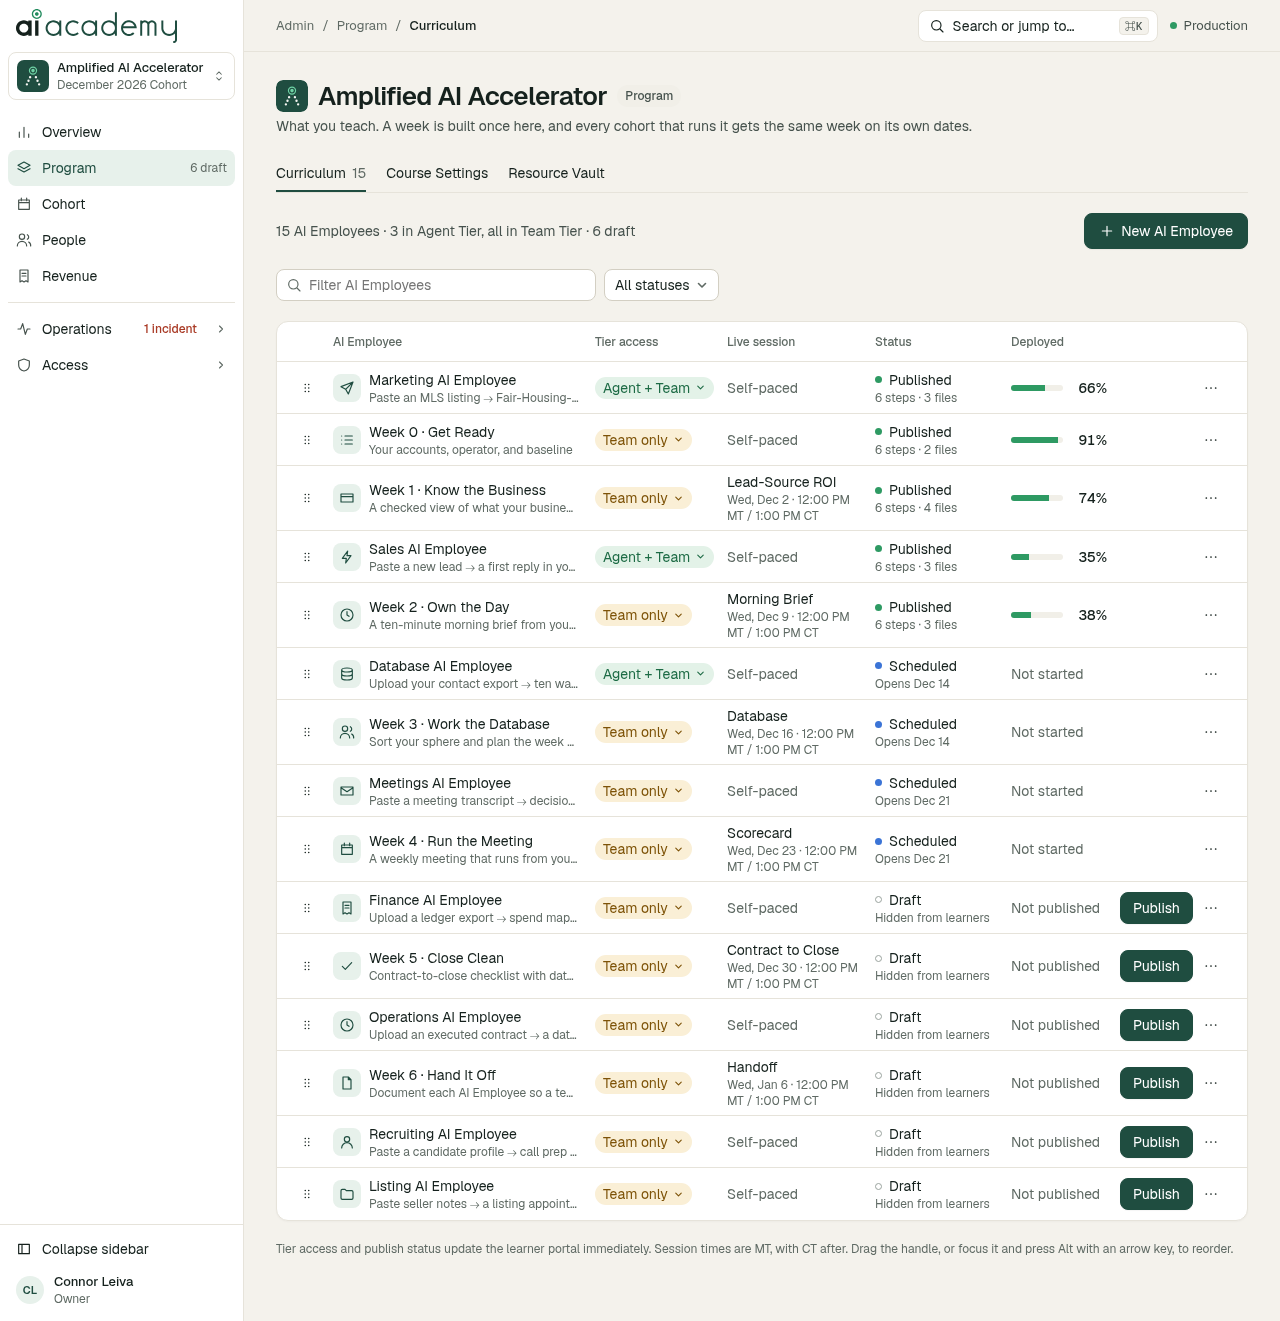 ai academy
Amplified AI Accelerator
December 2026 Cohort
Overview
Program 6 draft
Cohort
People
Revenue
Operations 1 incident
Access
Collapse sidebar
CL
Connor Leiva
Owner
Admin / Program / Curriculum
Search or jump to... ⌘K
Production
Amplified AI Accelerator Program
What you teach. A week is built once here, and every cohort that runs it gets the same week on its own dates.
Curriculum 15 Course Settings Resource Vault
15 AI Employees · 3 in Agent Tier, all in Team Tier · 6 draft
New AI Employee
Filter AI Employees All statuses
AI Employee Tier access Live session Status Deployed
Marketing AI Employee
Paste an MLS listing → Fair-Housing-...
Agent + Team
Self-paced
Published
6 steps · 3 files
66%
Week 0 · Get Ready
Your accounts, operator, and baseline
Team only
Self-paced
Published
6 steps · 2 files
91%
Week 1 · Know the Business
A checked view of what your busine...
Team only
Lead-Source ROI
Wed, Dec 2 · 12:00 PM
MT / 1:00 PM CT
Published
6 steps · 4 files
74%
Sales AI Employee
Paste a new lead → a first reply in yo...
Agent + Team
Self-paced
Published
6 steps · 3 files
35%
Week 2 · Own the Day
A ten-minute morning brief from you...
Team only
Morning Brief
Wed, Dec 9 · 12:00 PM
MT / 1:00 PM CT
Published
6 steps · 3 files
38%
Database AI Employee
Upload your contact export → ten wa...
Agent + Team
Self-paced
Scheduled
Opens Dec 14
Not started
Week 3 · Work the Database
Sort your sphere and plan the week ...
Team only
Database
Wed, Dec 16 · 12:00 PM
MT / 1:00 PM CT
Scheduled
Opens Dec 14
Not started
Meetings AI Employee
Paste a meeting transcript → decisio...
Team only
Self-paced
Scheduled
Opens Dec 21
Not started
Week 4 · Run the Meeting
A weekly meeting that runs from you...
Team only
Scorecard
Wed, Dec 23 · 12:00 PM
MT / 1:00 PM CT
Scheduled
Opens Dec 21
Not started
Finance AI Employee
Upload a ledger export → spend map...
Team only
Self-paced
Draft
Hidden from learners
Not published
Publish
Week 5 · Close Clean
Contract-to-close checklist with dat...
Team only
Contract to Close
Wed, Dec 30 · 12:00 PM
MT / 1:00 PM CT
Draft
Hidden from learners
Not published
Publish
Operations AI Employee
Upload an executed contract → a dat...
Team only
Self-paced
Draft
Hidden from learners
Not published
Publish
Week 6 · Hand It Off
Document each AI Employee so a te...
Team only
Handoff
Wed, Jan 6 · 12:00 PM
MT / 1:00 PM CT
Draft
Hidden from learners
Not published
Publish
Recruiting AI Employee
Paste a candidate profile → call prep ...
Team only
Self-paced
Draft
Hidden from learners
Not published
Publish
Listing AI Employee
Paste seller notes → a listing appoint...
Team only
Self-paced
Draft
Hidden from learners
Not published
Publish
Tier access and publish status update the learner portal immediately. Session times are MT, with CT after. Drag the handle, or focus it and press Alt with an arrow key, to reorder.